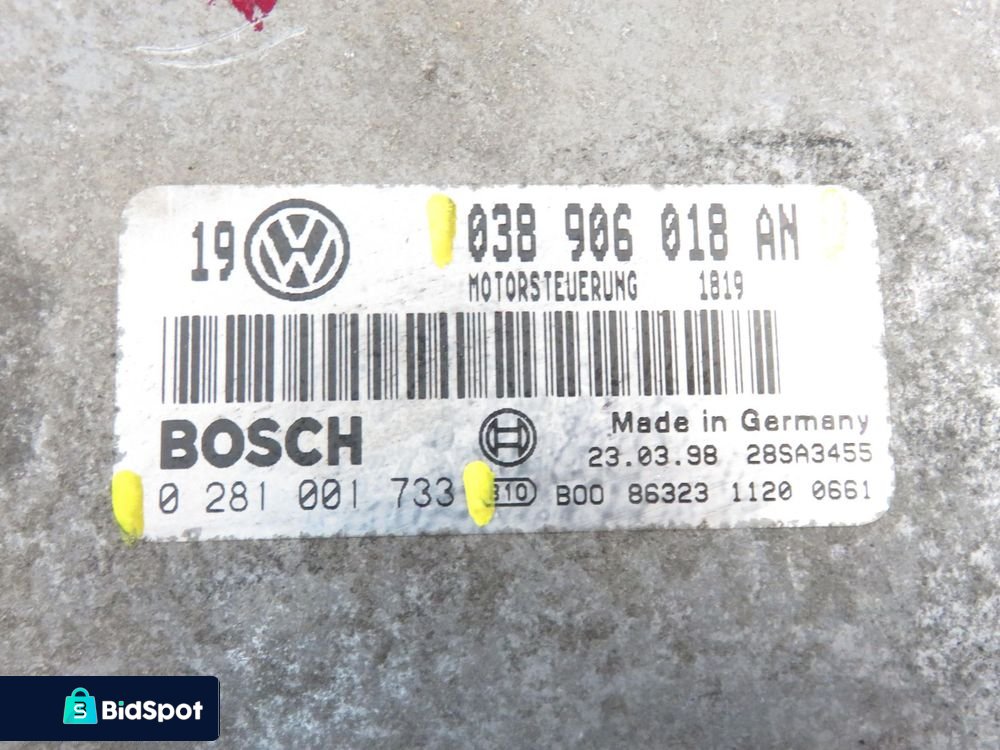 19 VW 038 906 018 AN
MOTORSTEUERUNG 1819
BOSCH
Made in Germany
23.03.98 28SA3455
0 281 001 733
B00 86323 1120 0661
BidSpot